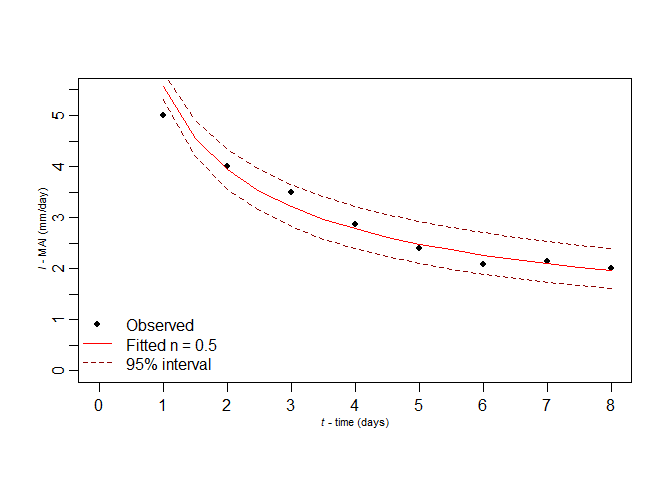 5
4
3
2
1
0
I - MAI (mm/day)
Observed
Fitted n = 0.5
95% interval
0 1 2 3 4 5 6 7 8
t - time (days)